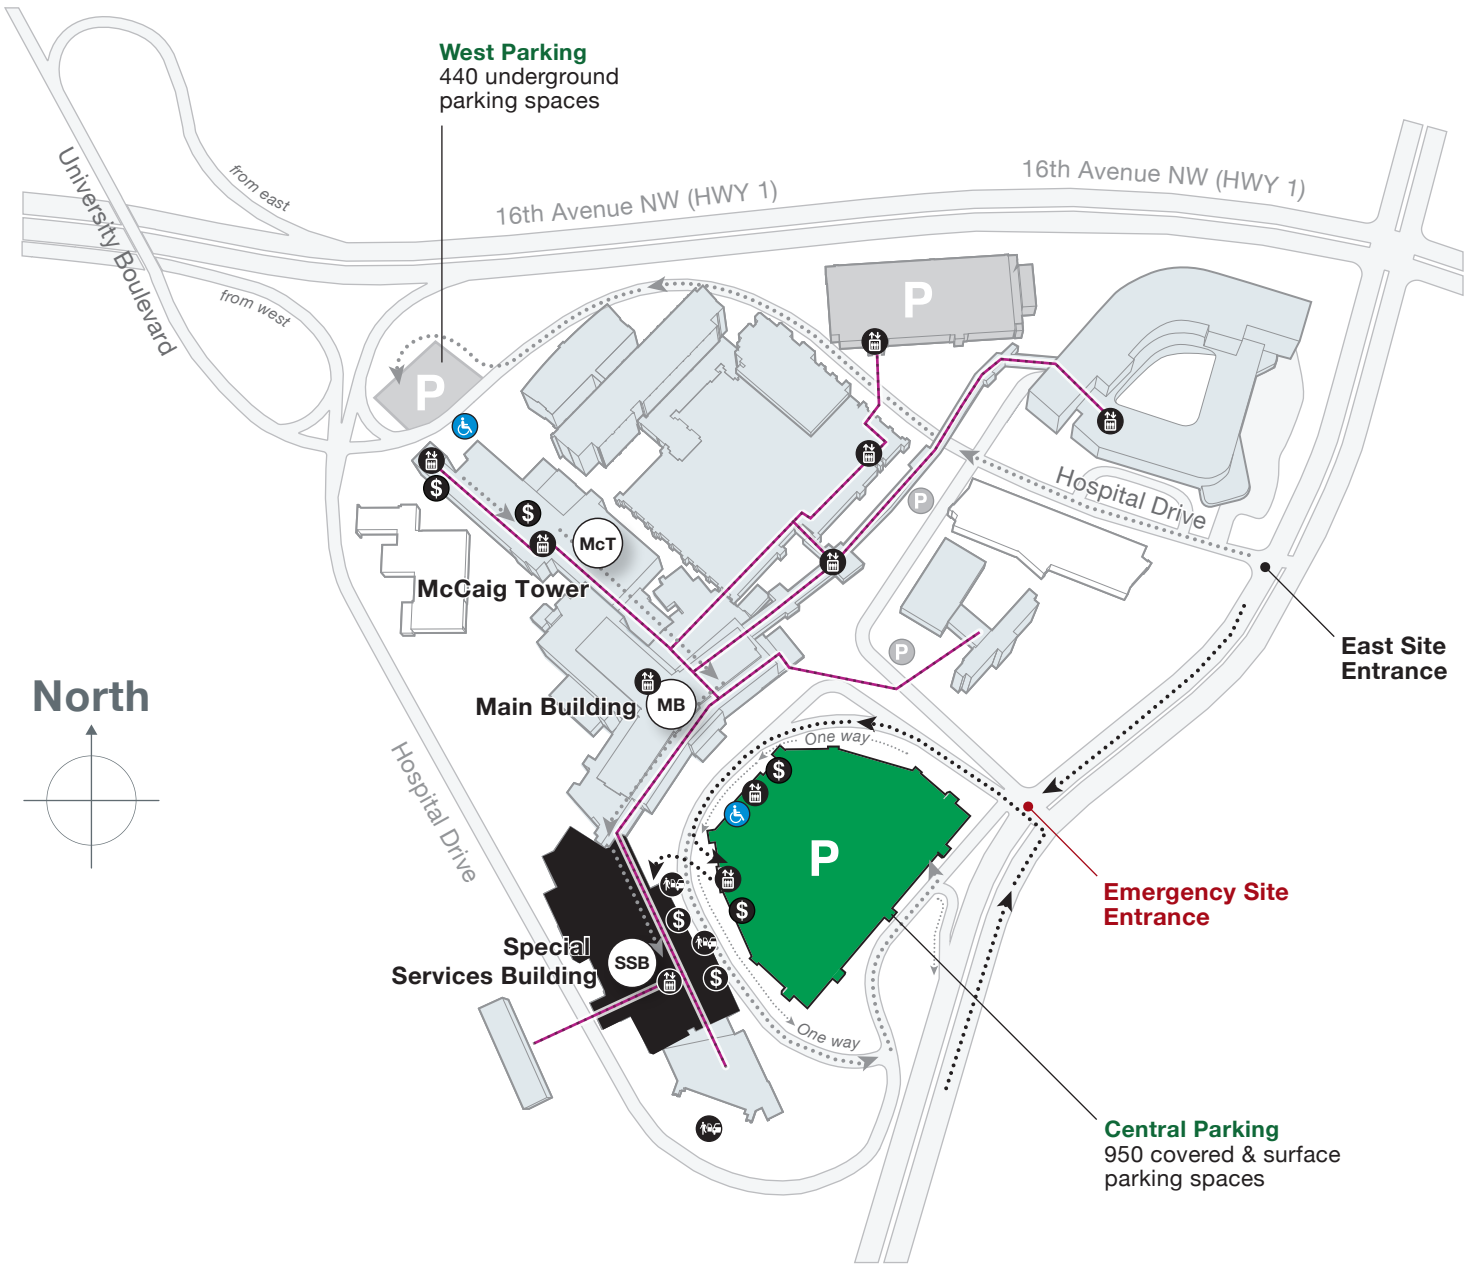 West Parking
440 underground
parking spaces
University Boulevard
from east
16th Avenue NW (HWY 1)
16th Avenue NW (HWY 1)
from west
P
P
$
$
McT
McCaig Tower
P
Hospital Drive
P
East Site
Entrance
North
Main Building
MB
One way
$
Hospital Drive
P
Emergency Site
Entrance
$
$
Special
Services Building
SSB
$
One way
Central Parking
950 covered & surface
parking spaces